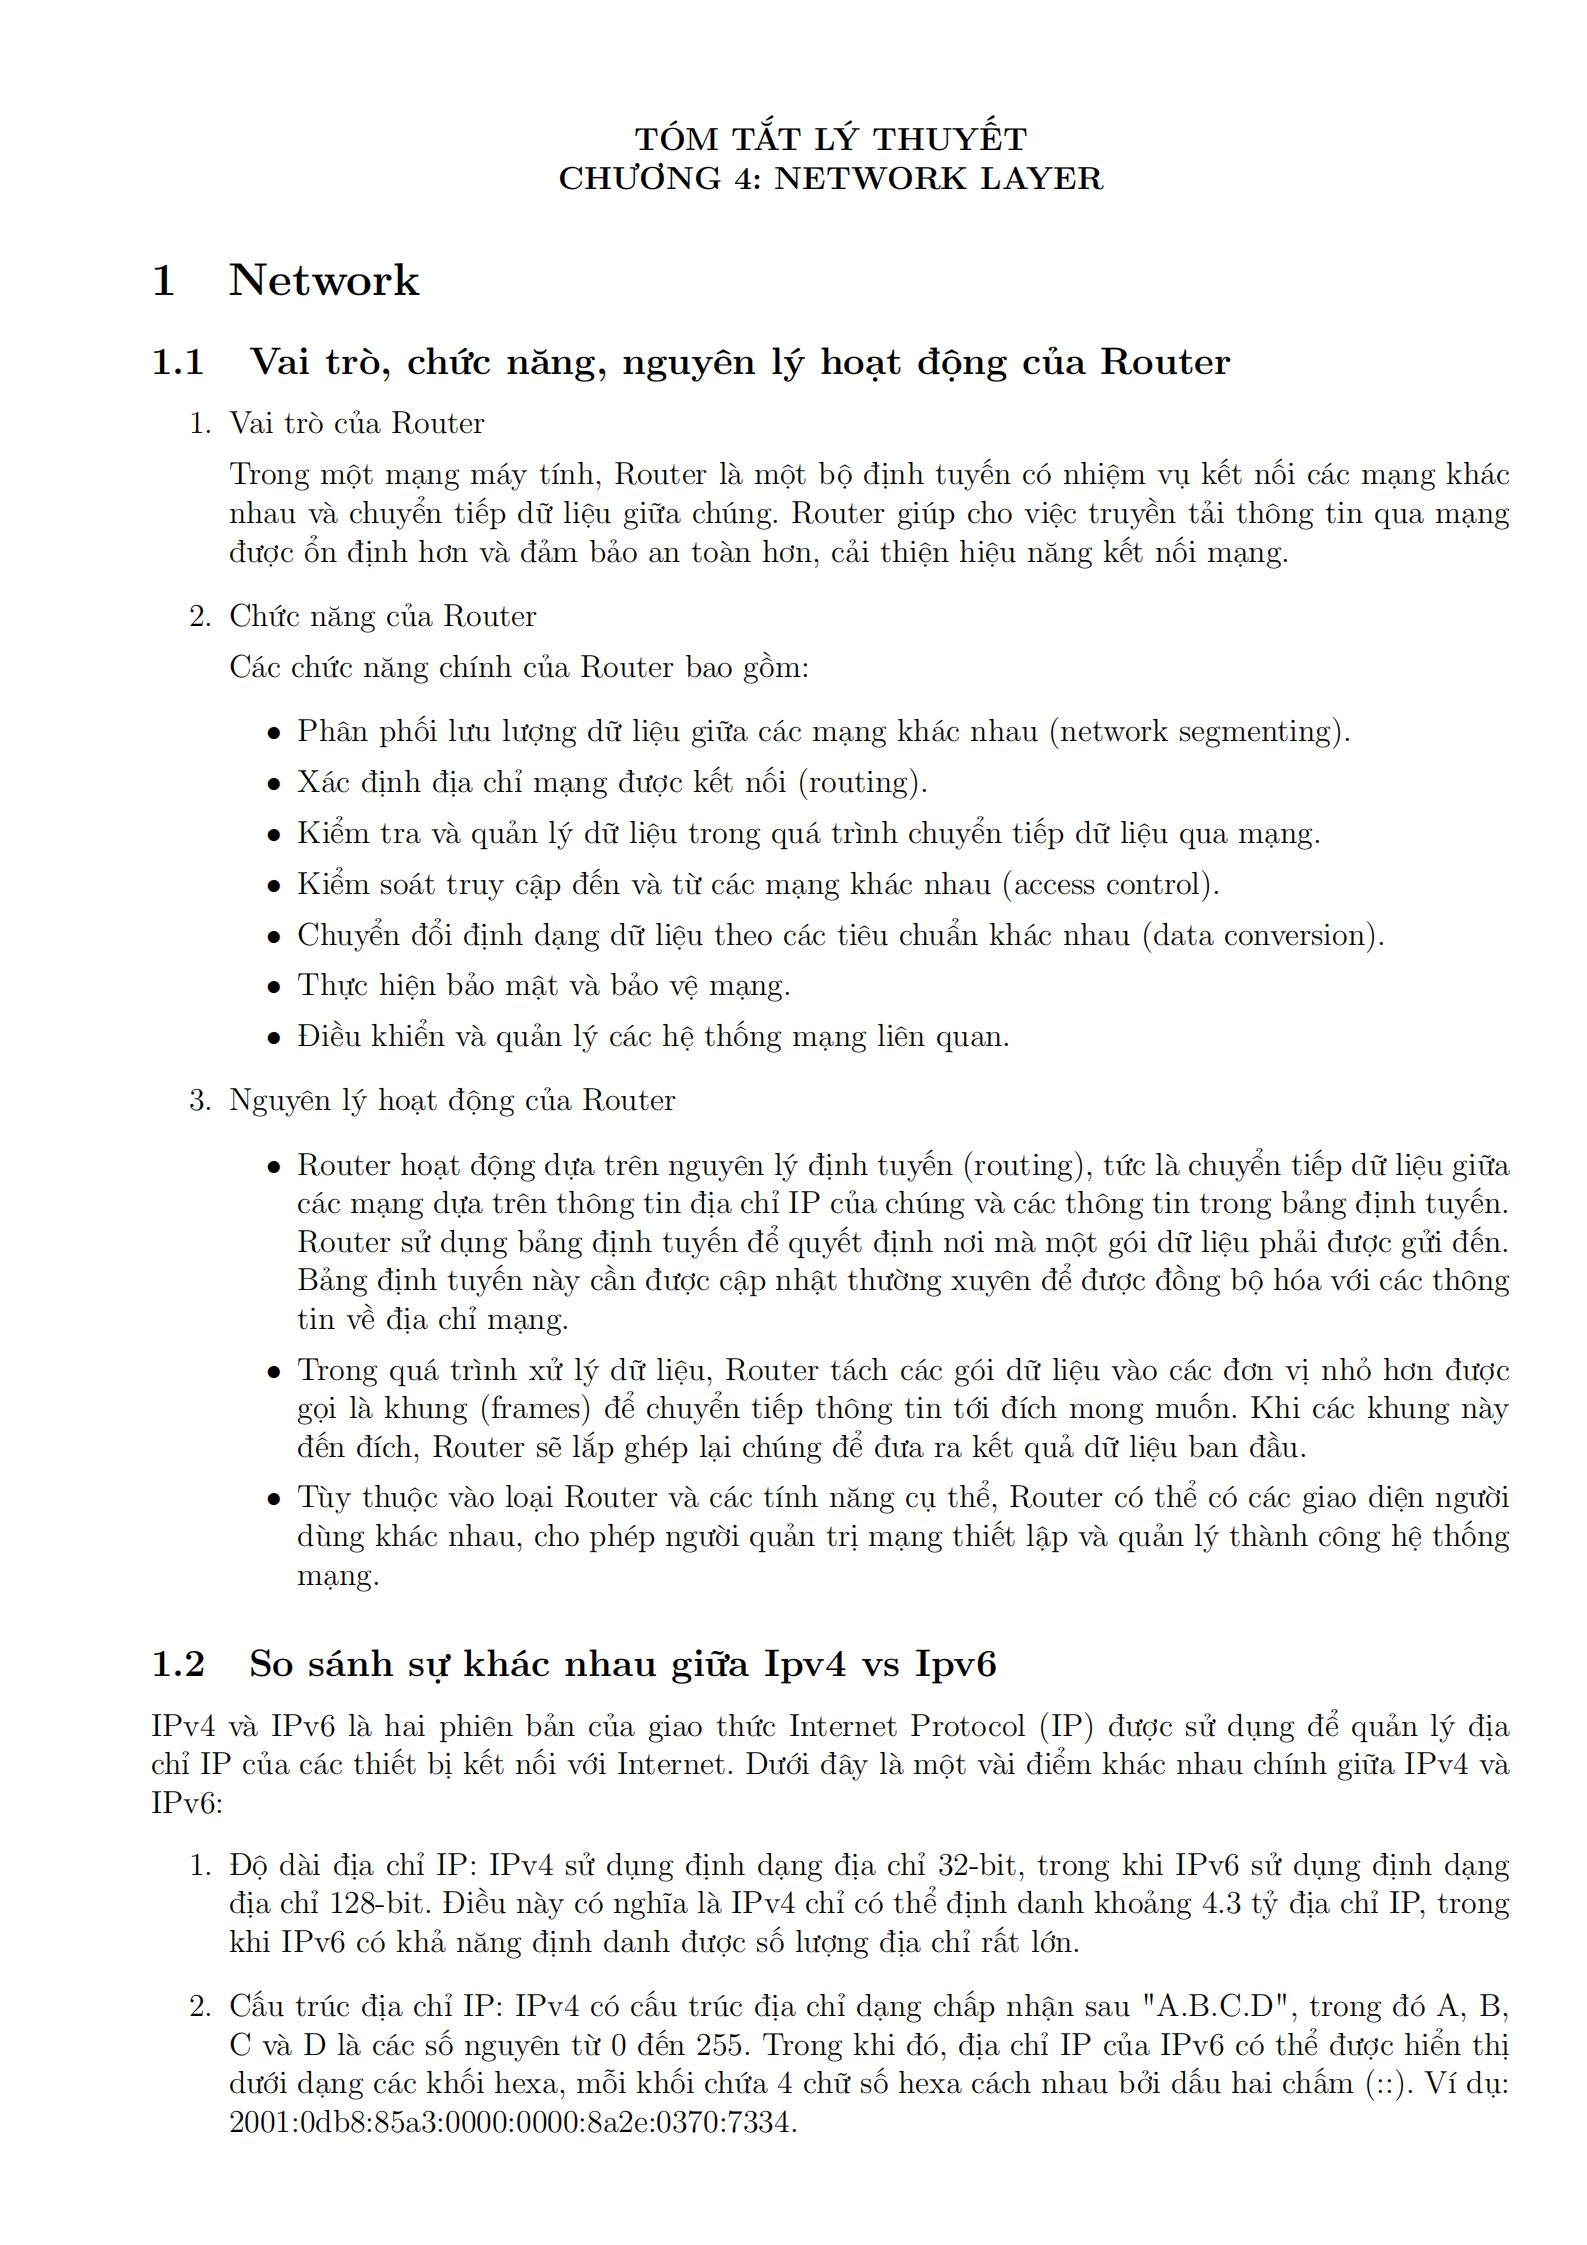 TÓM TẮT LÝ THUYẾT
CHƯƠNG 4: NETWORK LAYER
1 Network
1.1 Vai trò, chức năng, nguyên lý hoạt động của Router
1. Vai trò của Router
Trong một mạng máy tính, Router là một bộ định tuyến có nhiệm vụ kết nối các mạng khác
nhau và chuyển tiếp dữ liệu giữa chúng. Router giúp cho việc truyền tải thông tin qua mạng
được ổn định hơn và đảm bảo an toàn hơn, cải thiện hiệu năng kết nối mạng.
2. Chức năng của Router
Các chức năng chính của Router bao gồm:
• Phân phối lưu lượng dữ liệu giữa các mạng khác nhau (network segmenting).
• Xác định địa chỉ mạng được kết nối (routing).
• Kiểm tra và quản lý dữ liệu trong quá trình chuyển tiếp dữ liệu qua mạng.
• Kiểm soát truy cập đến và từ các mạng khác nhau (access control).
• Chuyển đổi định dạng dữ liệu theo các tiêu chuẩn khác nhau (data conversion).
• Thực hiện bảo mật và bảo vệ mạng.
• Điều khiển và quản lý các hệ thống mạng liên quan.
3. Nguyên lý hoạt động của Router
• Router hoạt động dựa trên nguyên lý định tuyến (routing), tức là chuyển tiếp dữ liệu giữa
các mạng dựa trên thông tin địa chỉ IP của chúng và các thông tin trong bảng định tuyến.
Router sử dụng bảng định tuyến để quyết định nơi mà một gói dữ liệu phải được gửi đến.
Bảng định tuyến này cần được cập nhật thường xuyên để được đồng bộ hóa với các thông
tin về địa chỉ mạng.
• Trong quá trình xử lý dữ liệu, Router tách các gói dữ liệu vào các đơn vị nhỏ hơn được
gọi là khung (frames) để chuyển tiếp thông tin tới đích mong muốn. Khi các khung này
đến đích, Router sẽ lắp ghép lại chúng để đưa ra kết quả dữ liệu ban đầu.
• Tùy thuộc vào loại Router và các tính năng cụ thể, Router có thể có các giao diện người
dùng khác nhau, cho phép người quản trị mạng thiết lập và quản lý thành công hệ thống
mạng.
1.2 So sánh sự khác nhau giữa Ipv4 vs Ipv6
IPv4 và IPv6 là hai phiên bản của giao thức Internet Protocol (IP) được sử dụng để quản lý địa
chỉ IP của các thiết bị kết nối với Internet. Dưới đây là một vài điểm khác nhau chính giữa IPv4 và
IPv6:
1. Độ dài địa chỉ IP: IPv4 sử dụng định dạng địa chỉ 32-bit, trong khi IPv6 sử dụng định dạng
địa chỉ 128-bit. Điều này có nghĩa là IPv4 chỉ có thể định danh khoảng 4.3 tỷ địa chỉ IP, trong
khi IPv6 có khả năng định danh được số lượng địa chỉ rất lớn.
2. Cấu trúc địa chỉ IP: IPv4 có cấu trúc địa chỉ dạng chấp nhận sau "A.B.C.D", trong đó A, B,
C và D là các số nguyên từ 0 đến 255. Trong khi đó, địa chỉ IP của IPv6 có thể được hiển thị
dưới dạng các khối hexa, mỗi khối chứa 4 chữ số hexa cách nhau bởi dấu hai chấm (::). Ví dụ:
2001:0db8:85a3:0000:0000:8a2e:0370:7334.